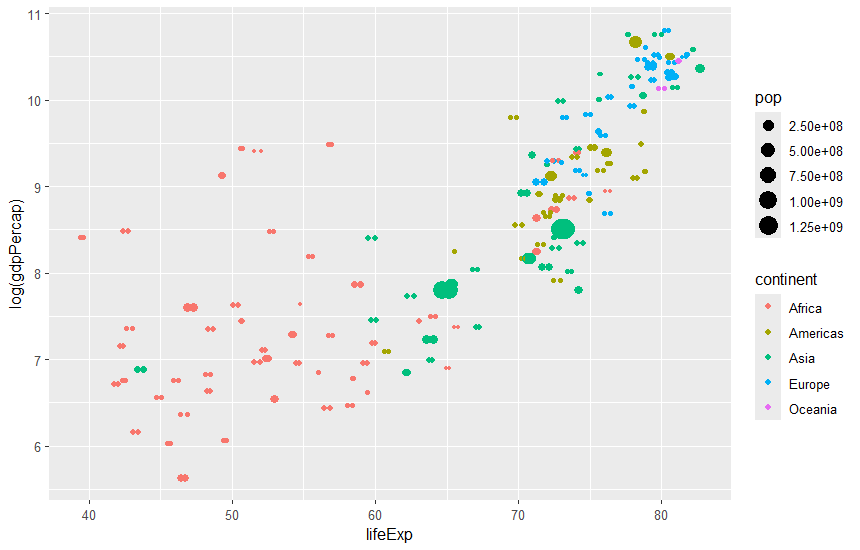 11
10
9
8
7
6
log(gdpPercap)
40 50 60 70 80
lifeExp
pop
2.50e+08
5.00e+08
7.50e+08
1.00e+09
1.25e+09
continent
Africa
Americas
Asia
Europe
Oceania